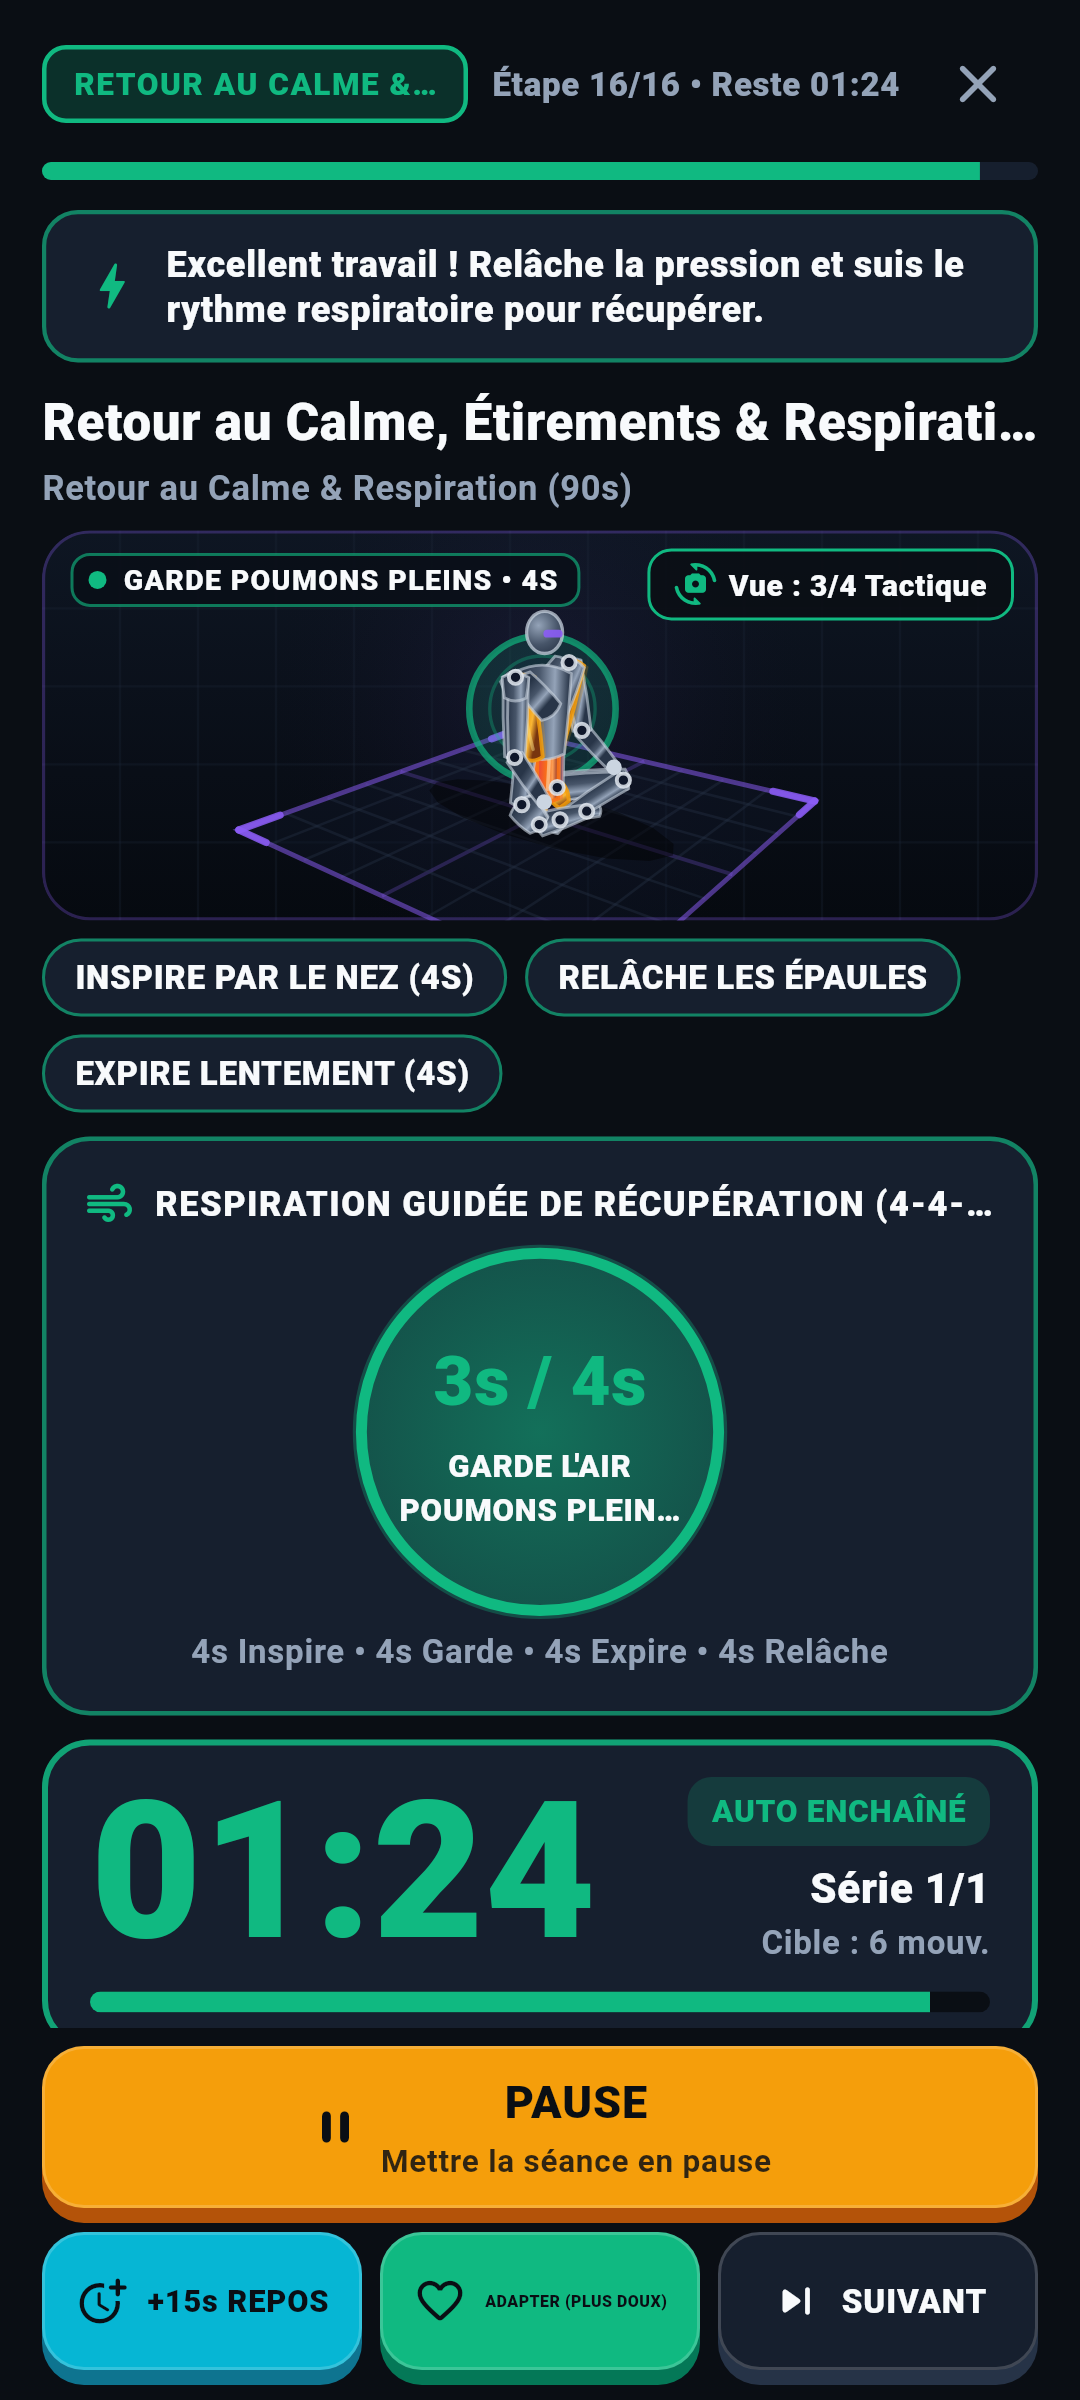 RETOUR AU CALME &…
Étape 16/16 • Reste 01:24
Excellent travail ! Relâche la pression et suis le
rythme respiratoire pour récupérer.
Retour au Calme, Étirements & Respirati…
Retour au Calme & Respiration (90s)
GARDE POUMONS PLEINS • 4S
Vue : 3/4 Tactique
INSPIRE PAR LE NEZ (4S)
RELÂCHE LES ÉPAULES
EXPIRE LENTEMENT (4S)
RESPIRATION GUIDÉE DE RÉCUPÉRATION (4-4-…
3s / 4s
GARDE L'AIR
POUMONS PLEIN…
4s Inspire • 4s Garde • 4s Expire • 4s Relâche
01:24
AUTO ENCHAÎNÉ
Série 1/1
Cible : 6 mouv.
PAUSE
Mettre la séance en pause
+15s REPOS
ADAPTER (PLUS DOUX)
SUIVANT